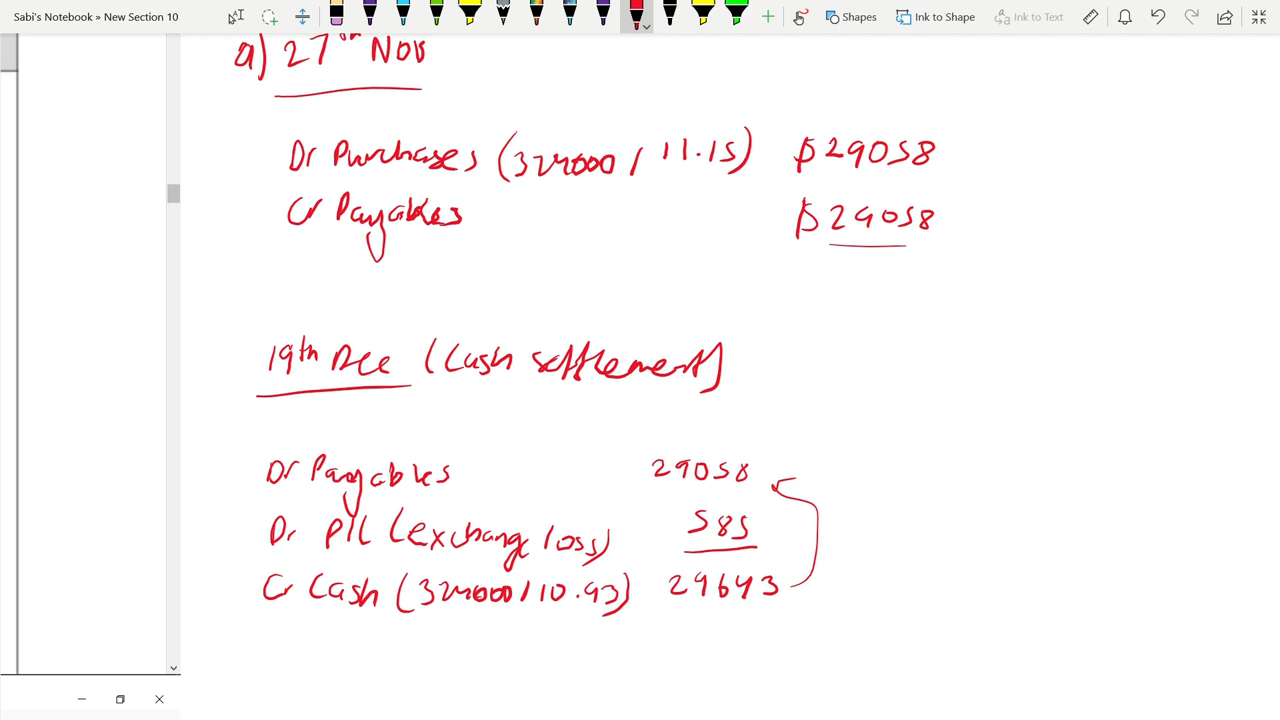 Sabi's Notebook » New Section 10
Shapes
Ink to Shape
Ink to Text
a) 27th Nov
Dr Purchases (324000 / 11.15) $29058
Cr Payables $29058
19th Dec (Cash settlement)
Dr Payables 29058
Dr P/L (exchange loss) 585
Cr Cash (324000 / 10.93) 29643